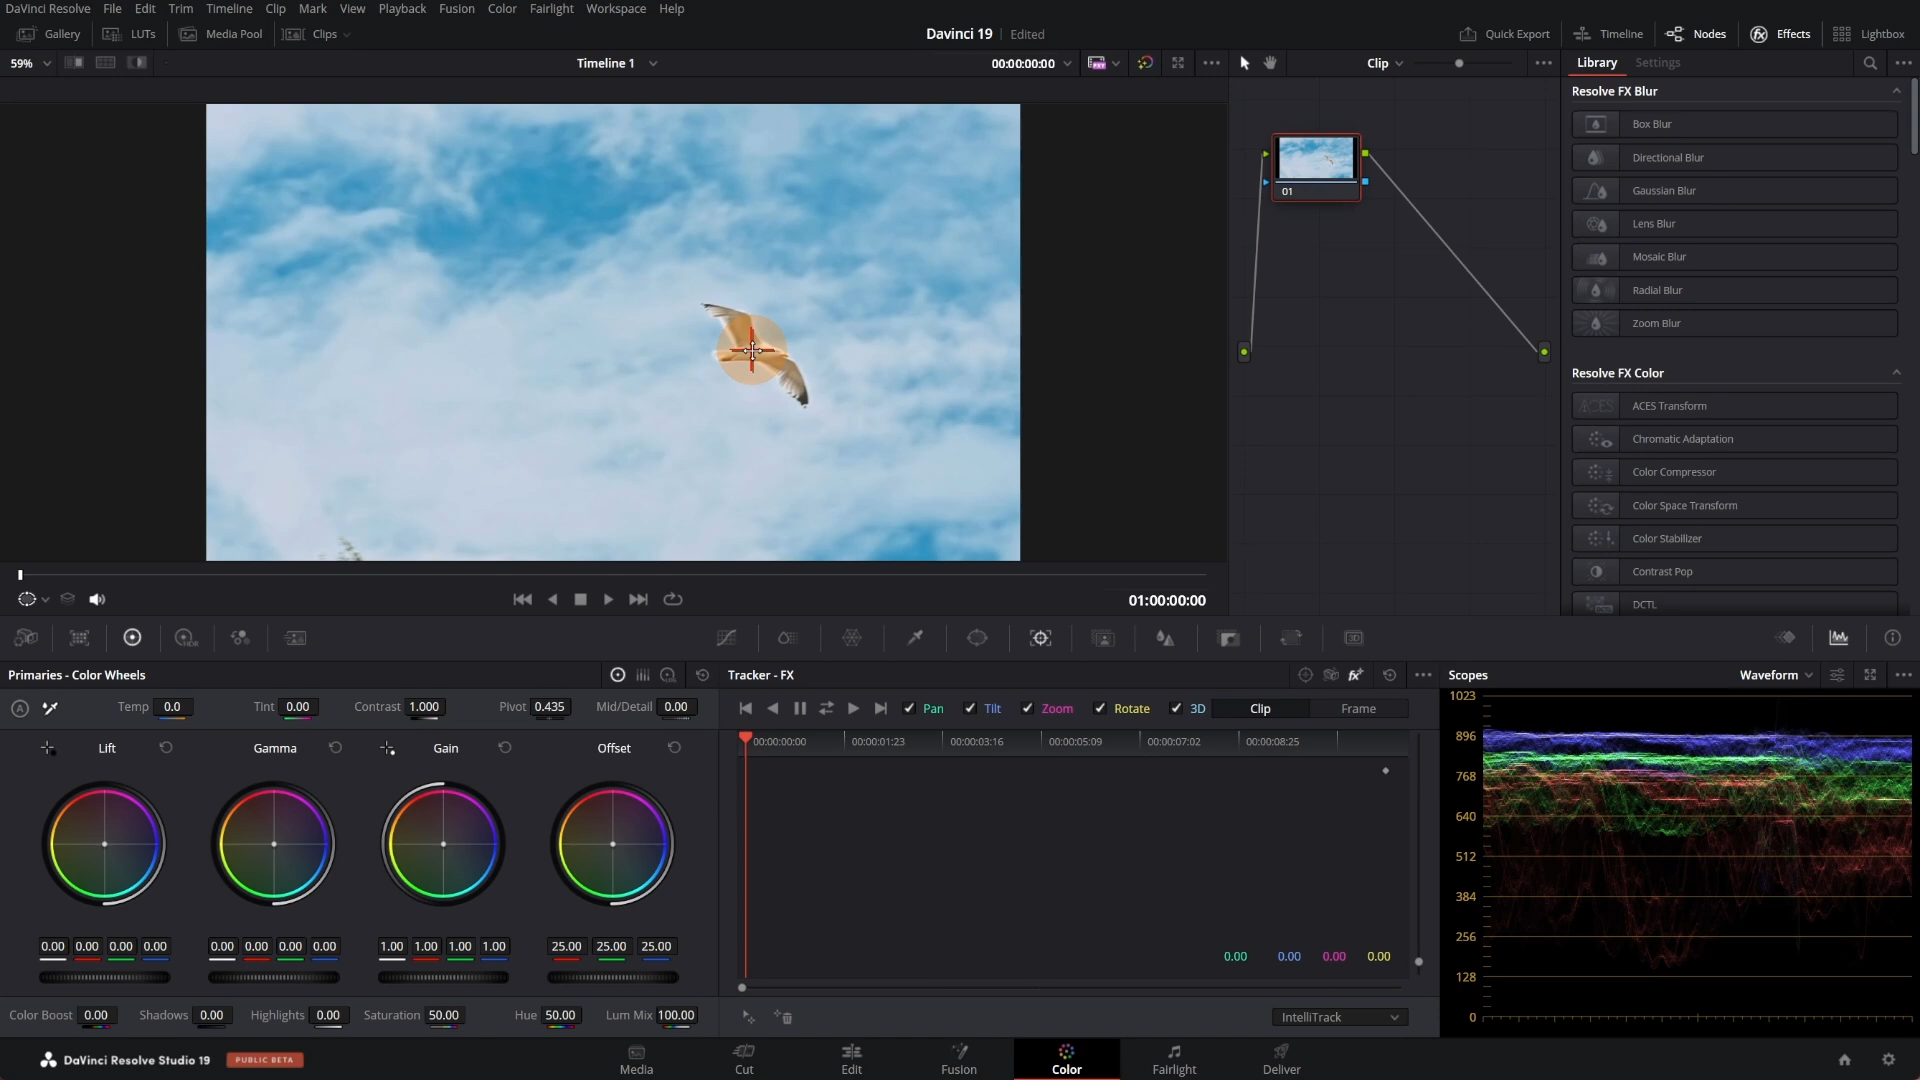 DaVinci Resolve File Edit Trim Timeline Clip Mark View Playback Fusion Color Fairlight Workspace Help
Gallery LUTs Media Pool Clips Davinci 19 Edited Quick Export Timeline Nodes Effects Lightbox
59% Timeline 1 00:00:00:00 Clip Library Settings
Resolve FX Blur
Box Blur
Directional Blur
01
Gaussian Blur
Lens Blur
Mosaic Blur
Radial Blur
Zoom Blur
Resolve FX Color
ACES Transform
Chromatic Adaptation
Color Compressor
Color Space Transform
Color Stabilizer
Contrast Pop
DCTL
01:00:00:00
HDR
3D
Primaries - Color Wheels Tracker - FX Scopes Waveform
Temp 0.0 Tint 0.00 Contrast 1.000 Pivot 0.435 Mid/Detail 0.00 Pan Tilt Zoom Rotate 3D Clip Frame
00:00:00:00 00:00:01:23 00:00:03:16 00:00:05:09 00:00:07:02 00:00:08:25
Lift Gamma Gain Offset
1023
896
768
640
512
384
256
128
0
0.00 0.00 0.00 0.00 0.00 0.00 0.00 0.00 1.00 1.00 1.00 1.00 25.00 25.00 25.00
0.00 0.00 0.00 0.00
Color Boost 0.00 Shadows 0.00 Highlights 0.00 Saturation 50.00 Hue 50.00 Lum Mix 100.00 IntelliTrack
DaVinci Resolve Studio 19 PUBLIC BETA Media Cut Edit Fusion Color Fairlight Deliver